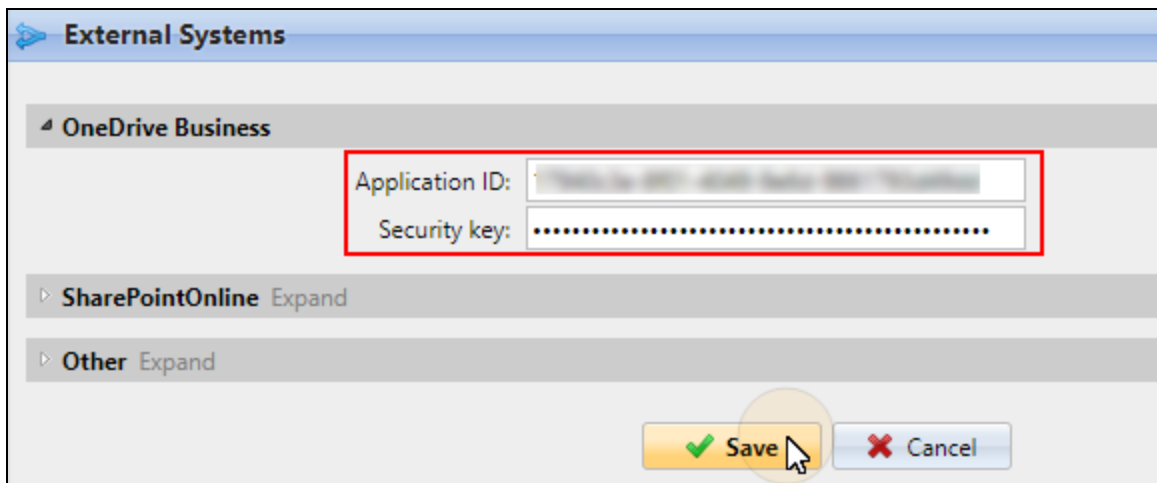 External Systems
OneDrive Business
Application ID:
Security key: ••••••••••••••••••••••••••••••••••••••••••••••••
SharePointOnline Expand
Other Expand
Save Cancel